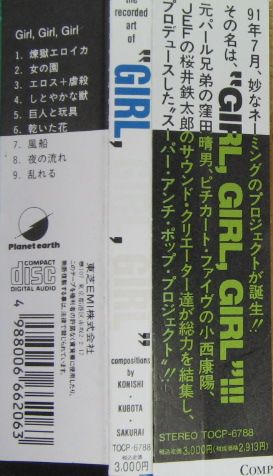 Girl, Girl, Girl
1. 煉獄エロイカ
2. 女の園
3. エロス+虐殺
4. しとやかな獣
5. 巨人と玩具
6. 乾いた花
7. 風船
8. 夜の流れ
9. 乱れる
Planet earth
COMPACT
disc
DIGITAL AUDIO
東芝EMI株式会社
4 988006 662063
the
recorded
art of
"GIRL,
GIRL,
GIRL"
compositions
by
KONISHI
・
KUBOTA
・
SAKURAI
TOCP-6788
税込定価
3,000円
91年7月、妙なネーミングのプロジェクトが誕生!!
その名は、"GIRL, GIRL, GIRL"!!!
元パール兄弟の窪田晴男、ピチカート・ファイヴの小西康陽、
JEFの桜井鉄太郎のサウンド・クリエーター達が総力を結集し、
プロデュースした"スーパー・アンチ・ポップ・プロジェクト"!!
STEREO TOCP-6788
税込定価3,000円(税抜価格2,913円)